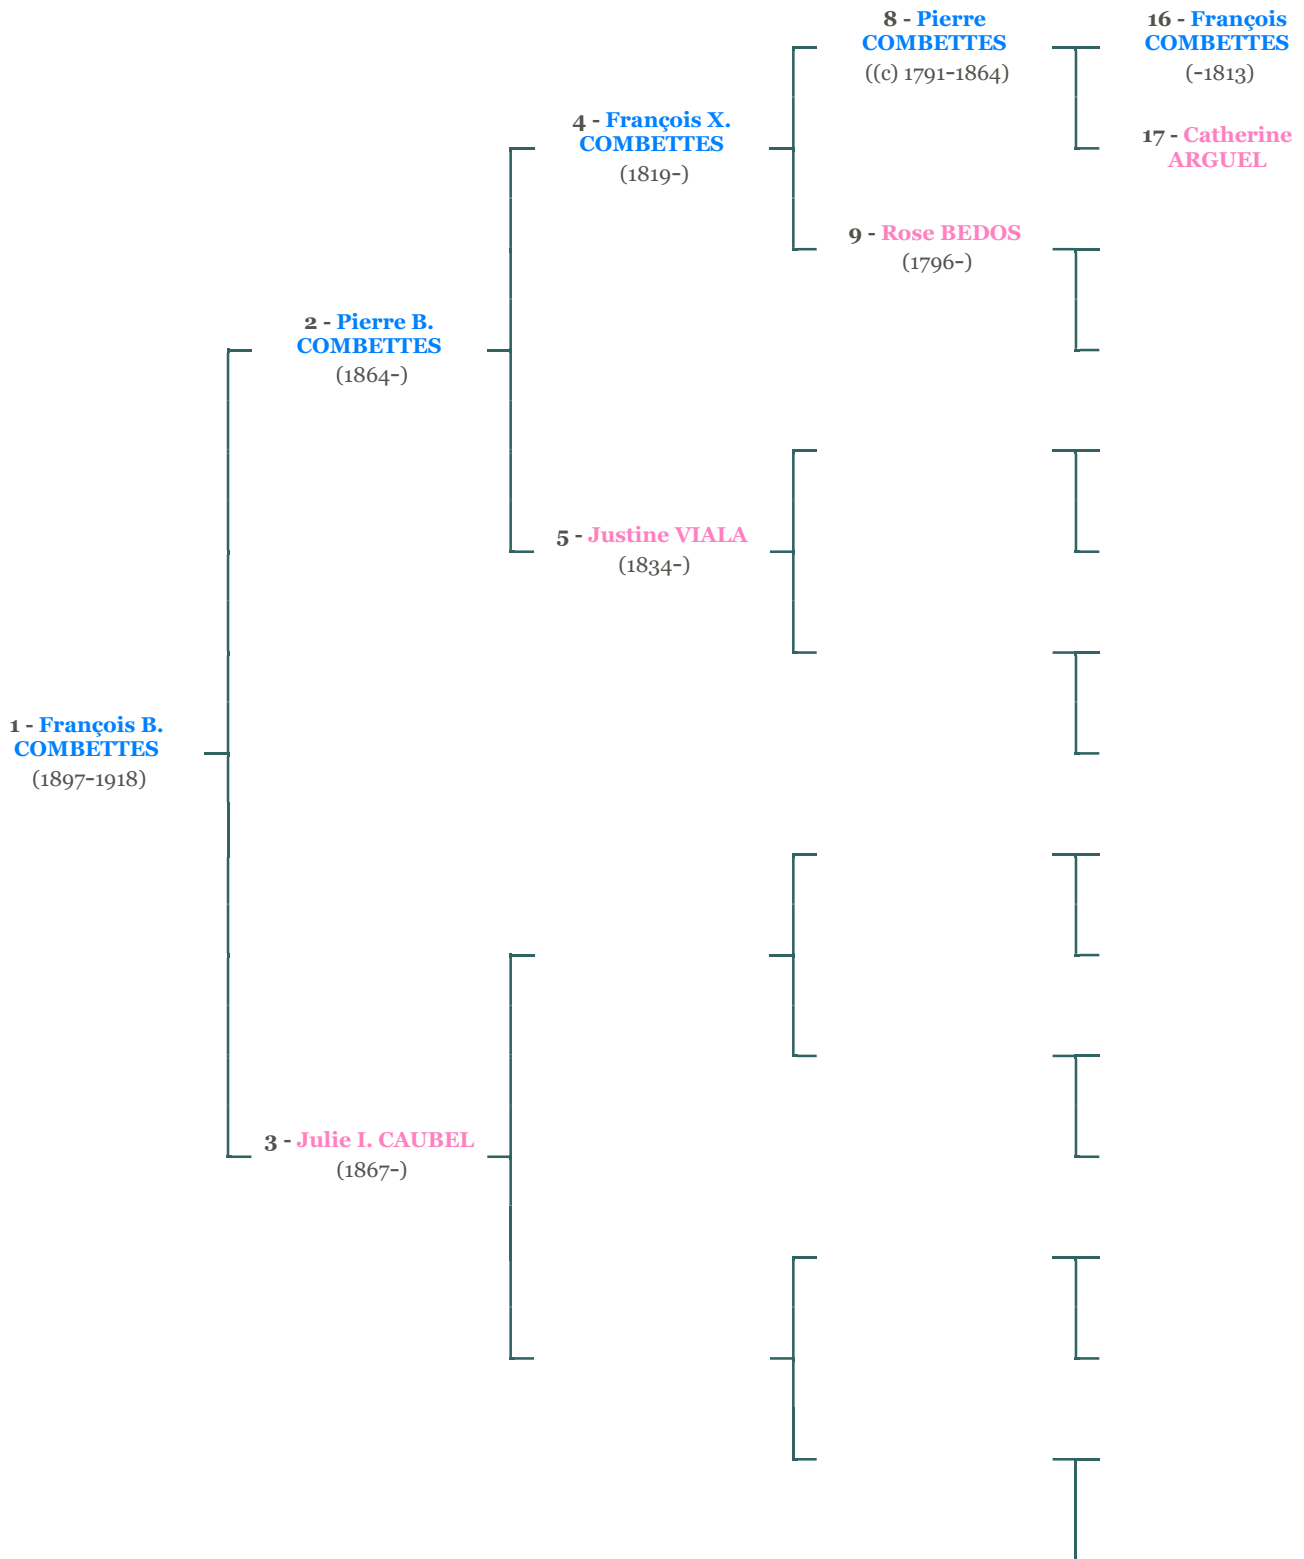 8 - Pierre
COMBETTES
((c) 1791-1864)
16 - François
COMBETTES
(-1813)
4 - François X.
COMBETTES
(1819-)
17 - Catherine
ARGUEL
9 - Rose BEDOS
(1796-)
2 - Pierre B.
COMBETTES
(1864-)
5 - Justine VIALA
(1834-)
1 - François B.
COMBETTES
(1897-1918)
3 - Julie I. CAUBEL
(1867-)